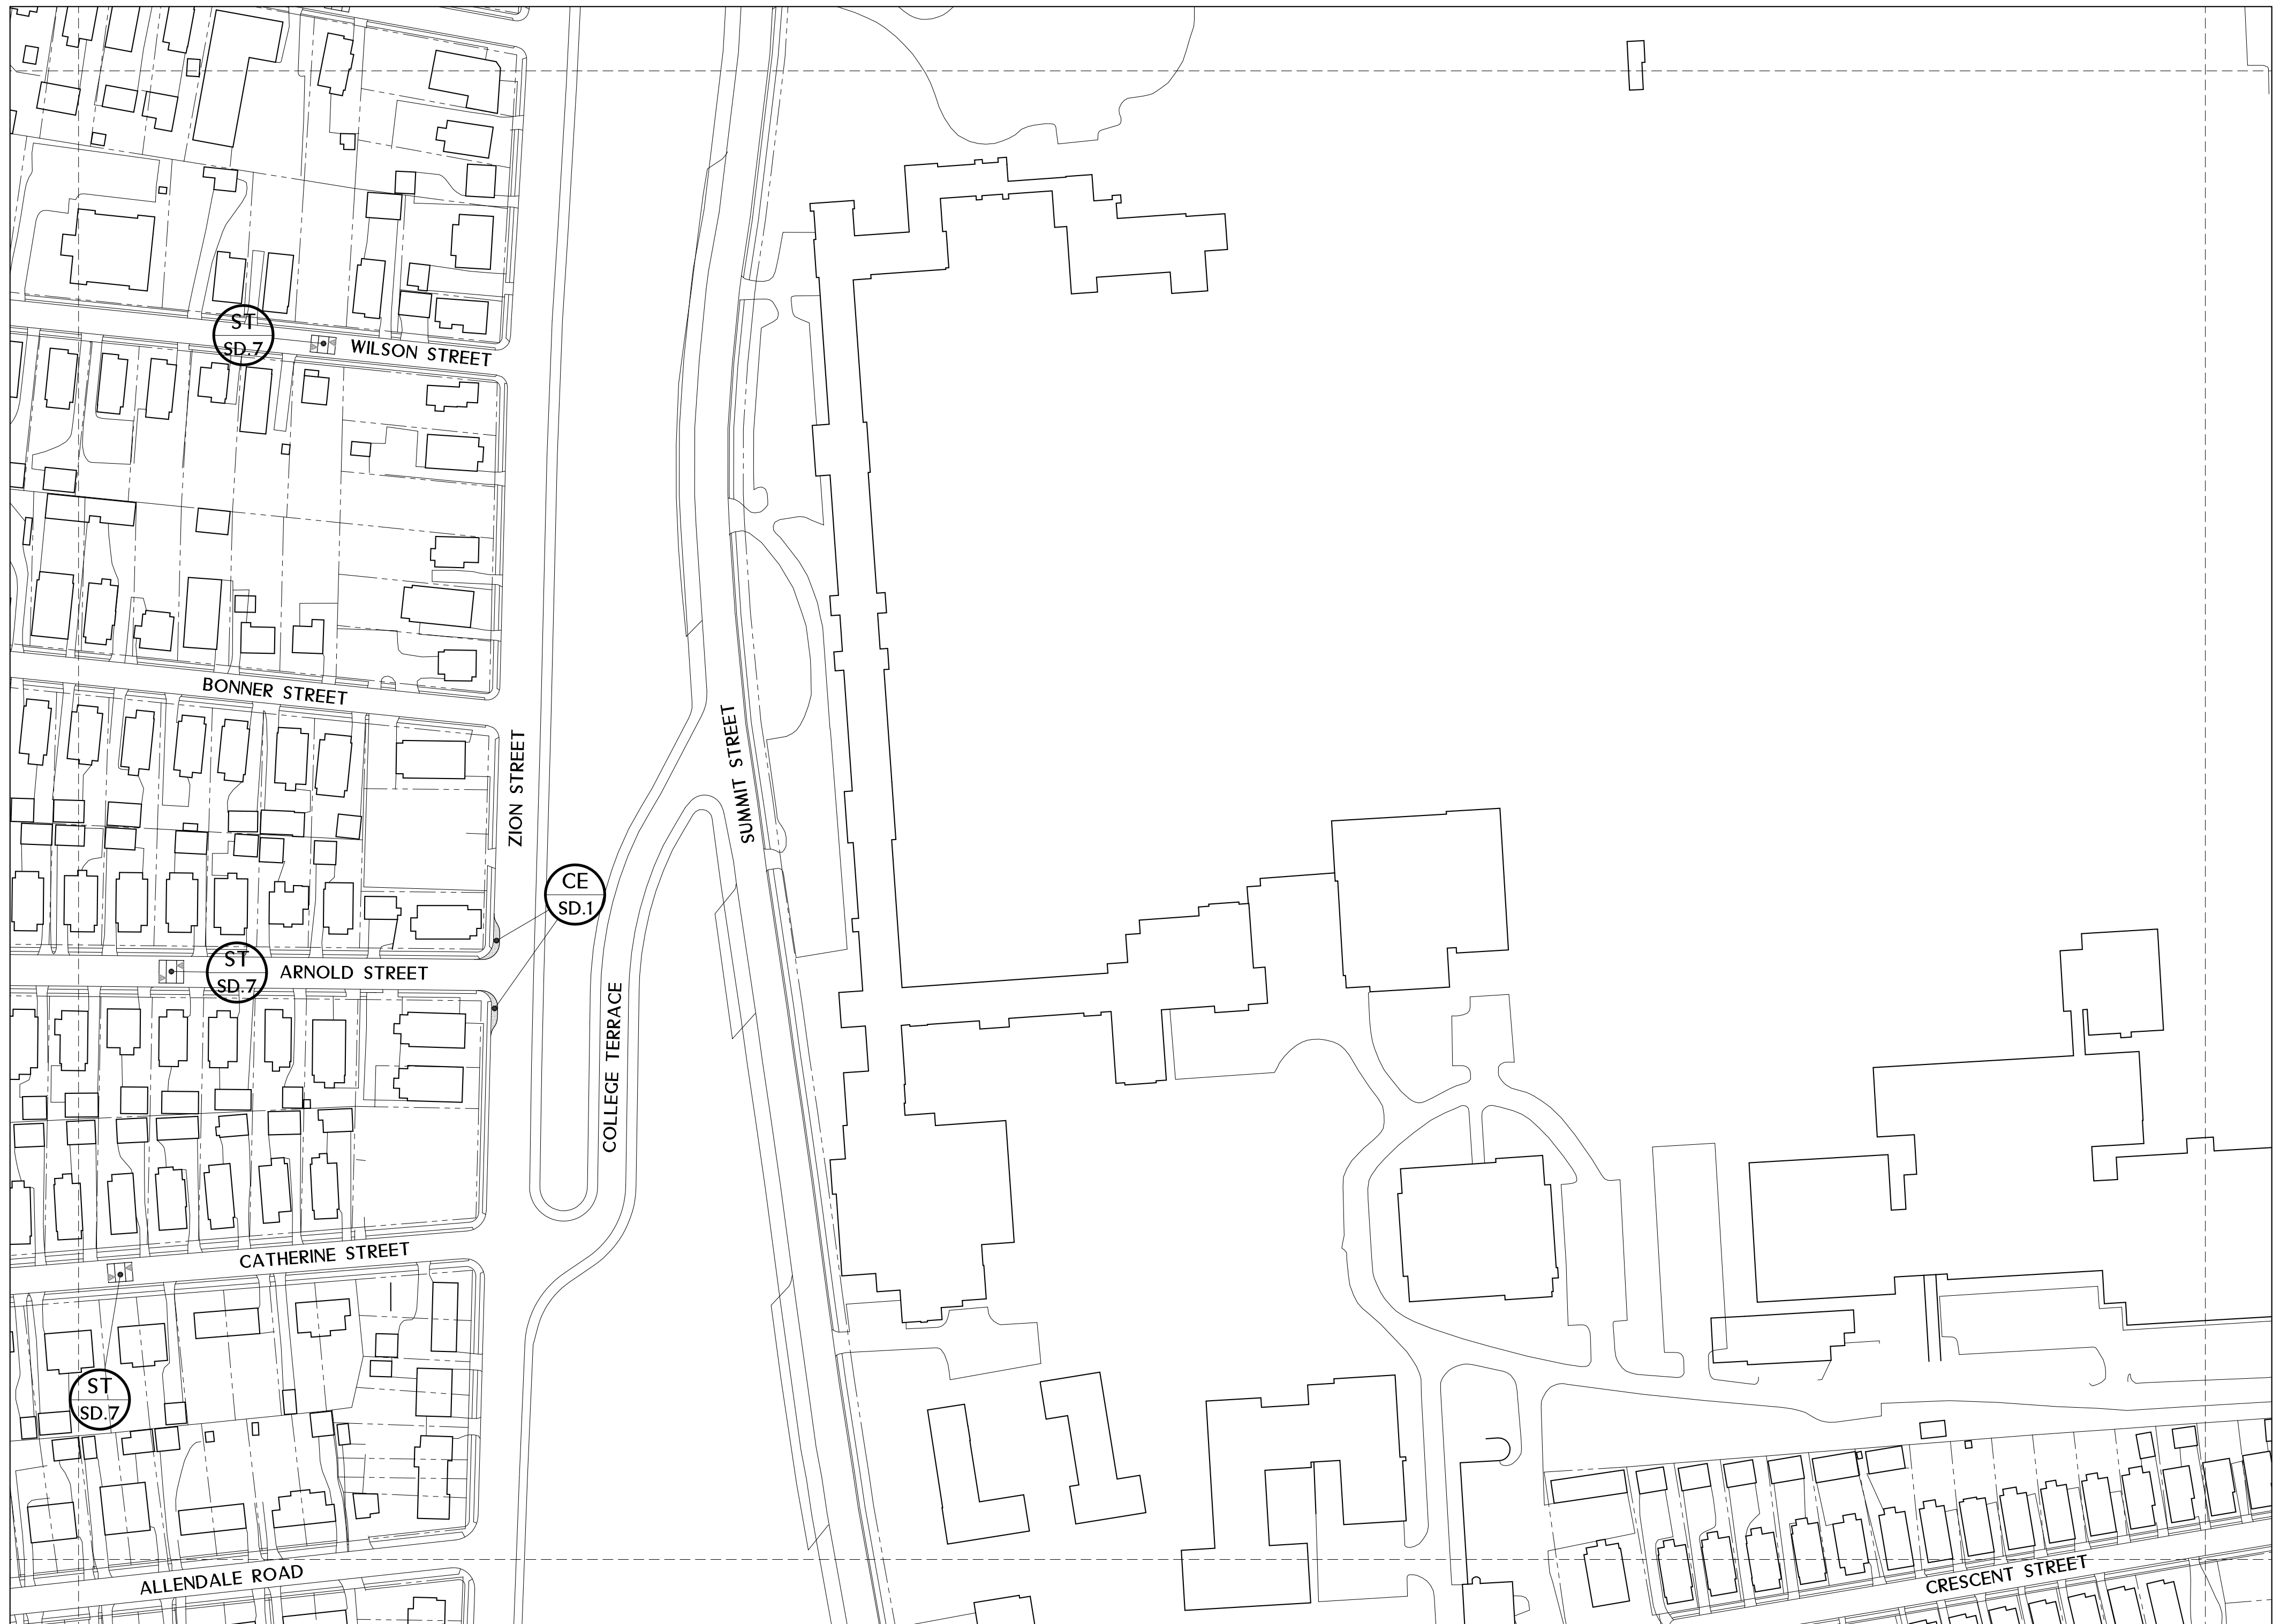 ST
SD.7
WILSON STREET
BONNER STREET
ZION STREET
SUMMIT STREET
CE
SD.1
ST
SD.7
ARNOLD STREET
COLLEGE TERRACE
CATHERINE STREET
ST
SD.7
ALLENDALE ROAD
CRESCENT STREET